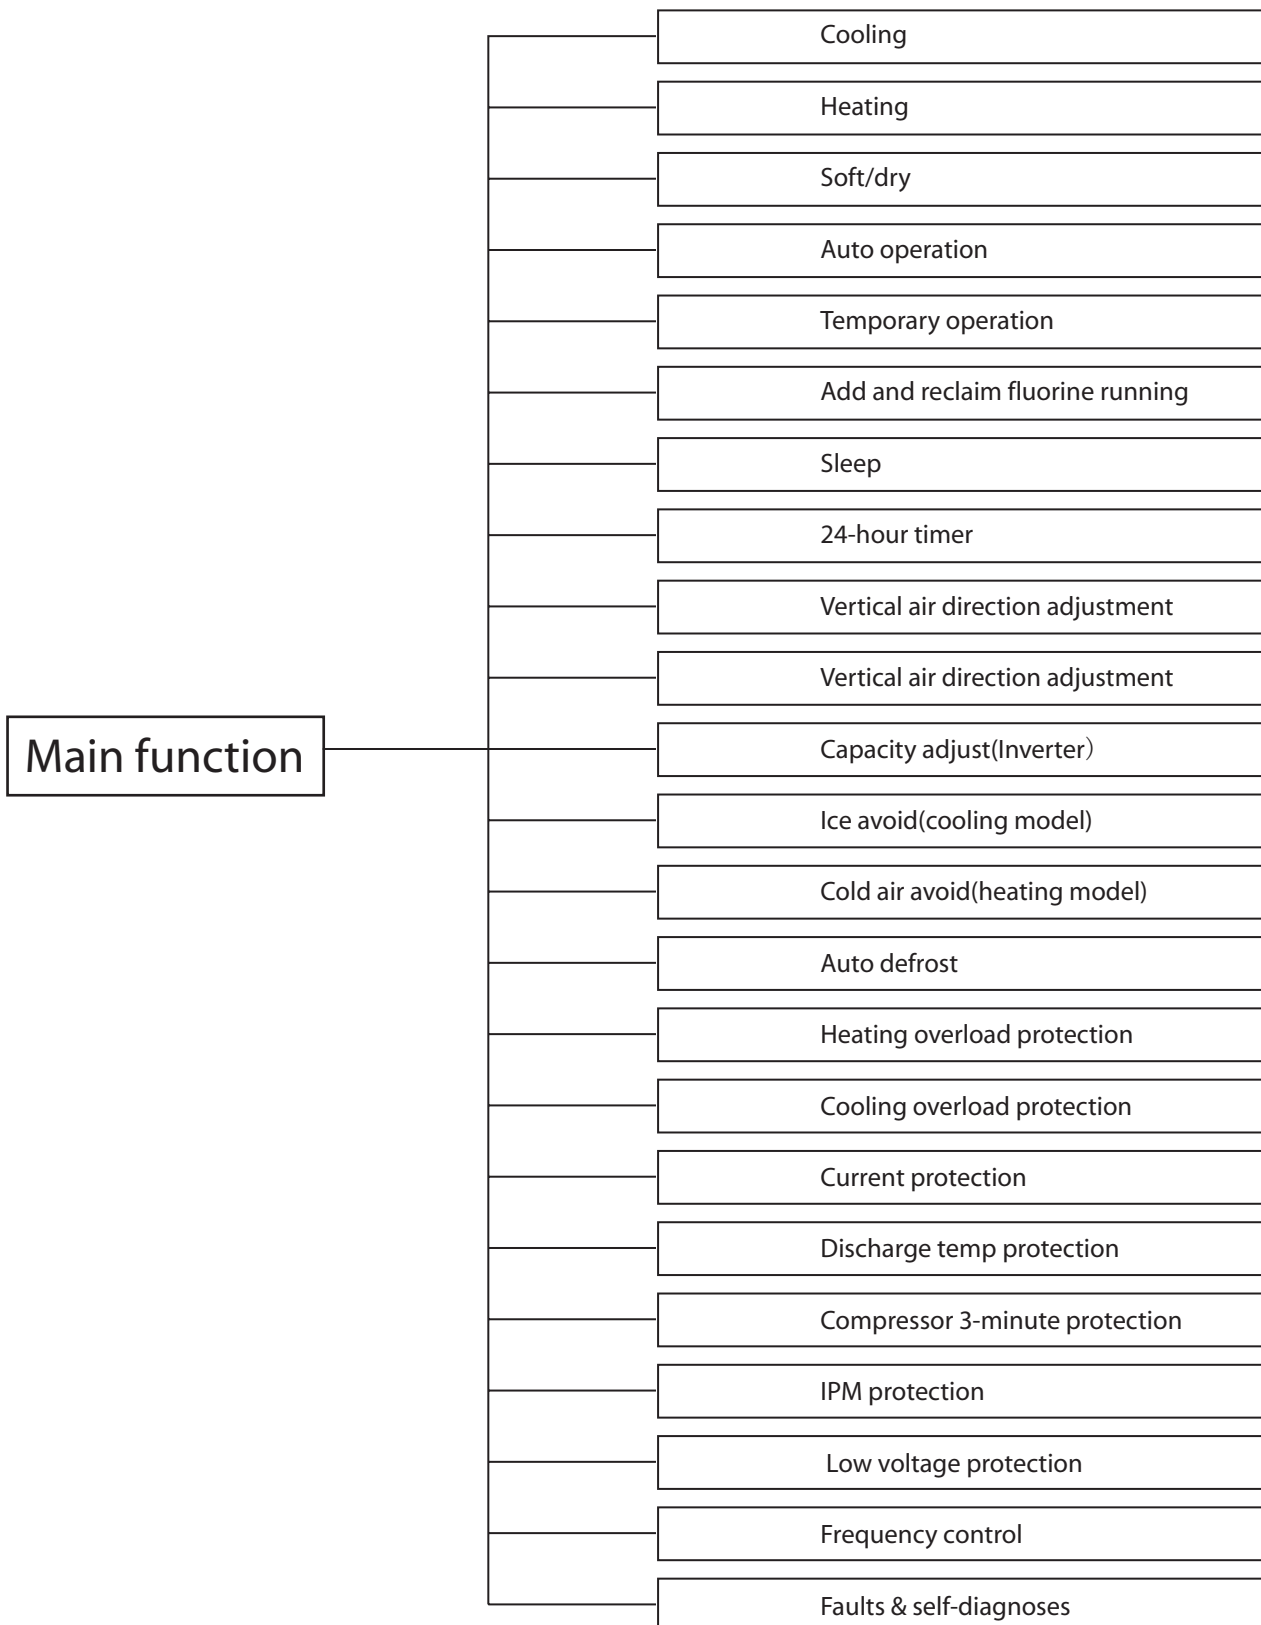 Cooling
Heating
Soft/dry
Auto operation
Temporary operation
Add and reclaim fluorine running
Sleep
24-hour timer
Vertical air direction adjustment
Vertical air direction adjustment
Main function
Capacity adjust(Inverter）
Ice avoid(cooling model)
Cold air avoid(heating model)
Auto defrost
Heating overload protection
Cooling overload protection
Current protection
Discharge temp protection
Compressor 3-minute protection
IPM protection
Low voltage protection
Frequency control
Faults & self-diagnoses